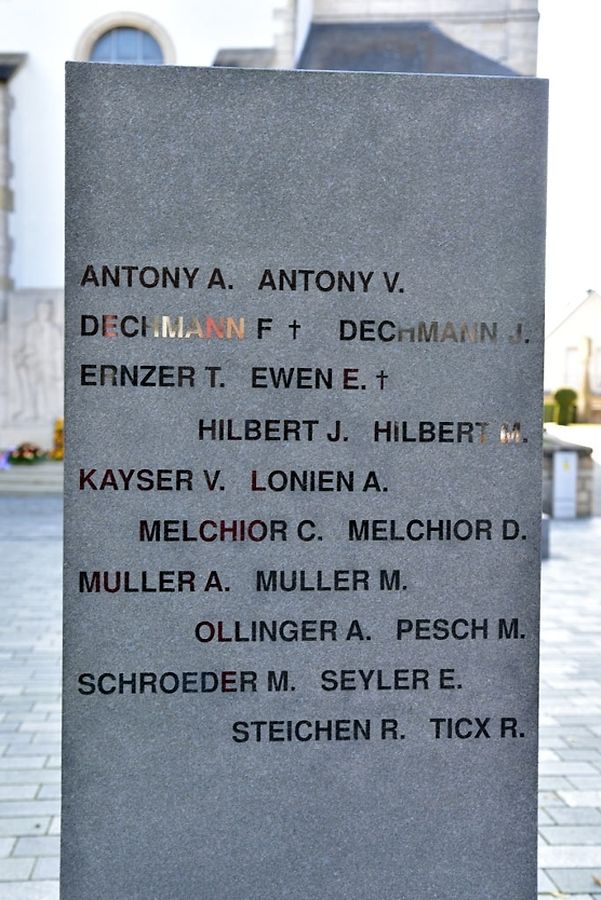 ANTONY A. ANTONY V.
DECHMANN F † DECHMANN J.
ERNZER T. EWEN E. †
HILBERT J. HILBERT M.
KAYSER V. LONIEN A.
MELCHIOR C. MELCHIOR D.
MULLER A. MULLER M.
OLLINGER A. PESCH M.
SCHROEDER M. SEYLER E.
STEICHEN R. TICX R.